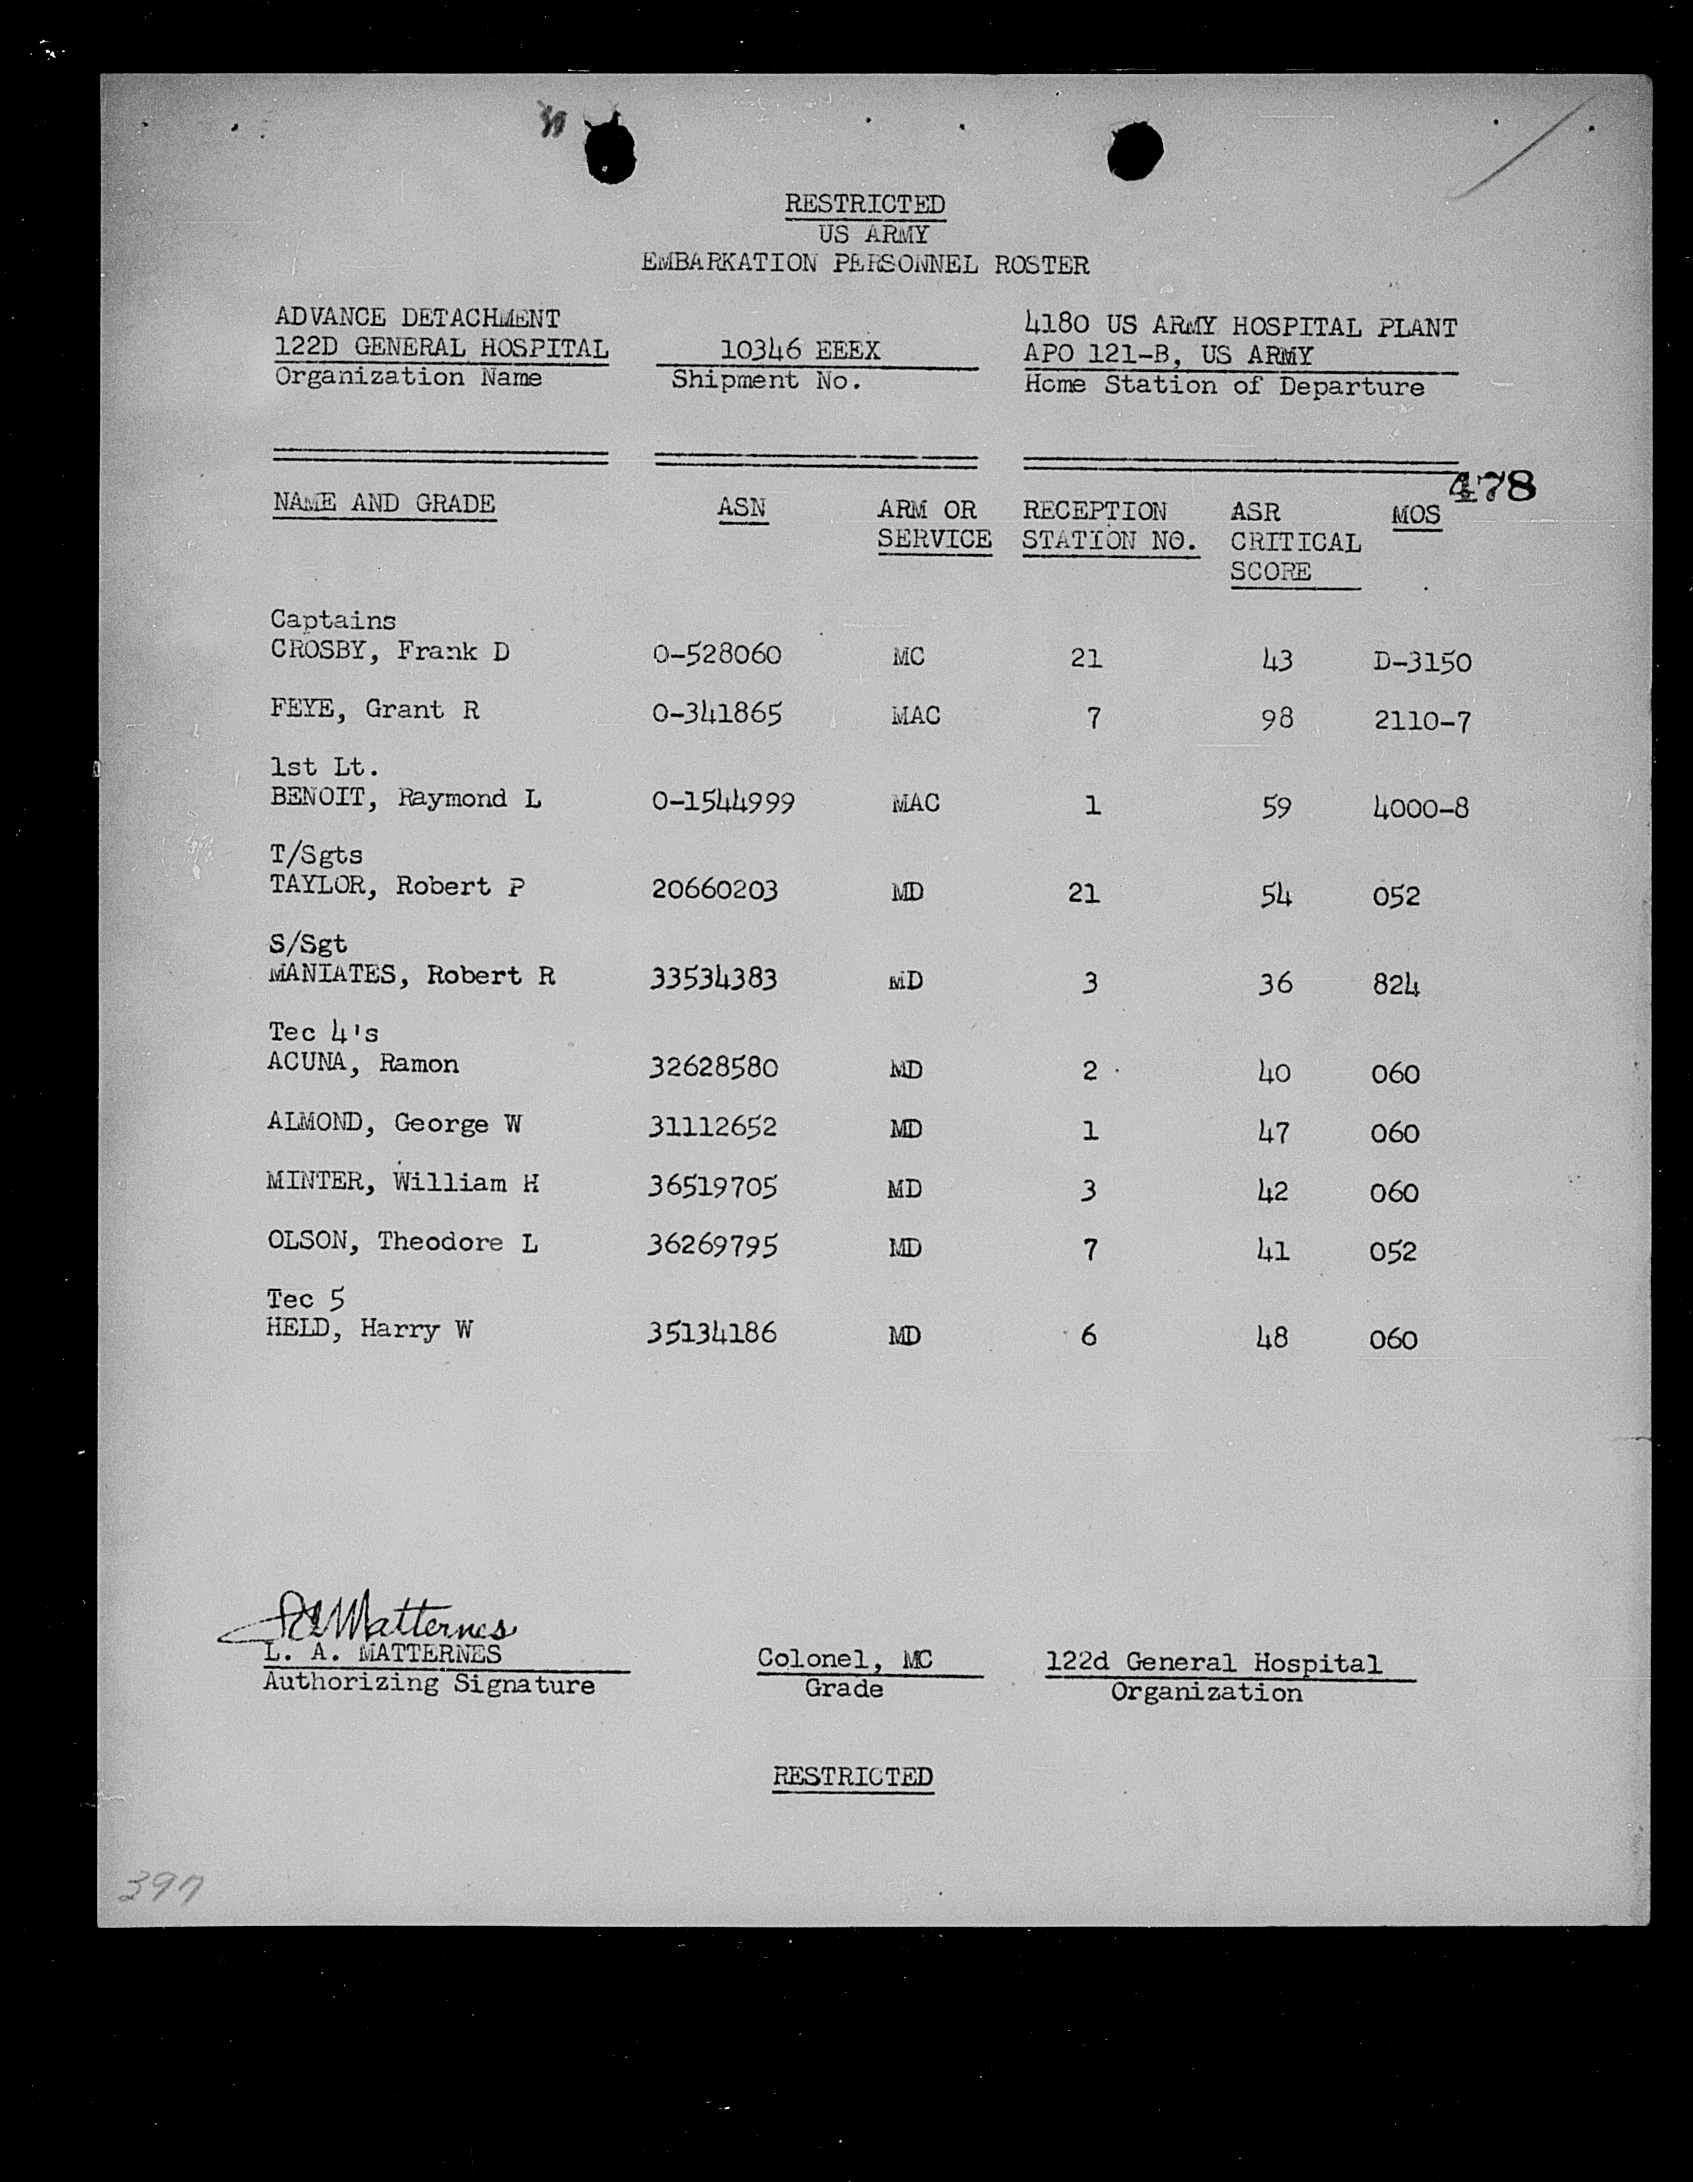 RESTRICTED
US ARMY
EMBARKATION PERSONNEL ROSTER
ADVANCE DETACHMENT
122D GENERAL HOSPITAL
Organization Name
10346 EEEX
Shipment No.
4180 US ARMY HOSPITAL PLANT
APO 121-B, US ARMY
Home Station of Departure
478
NAME AND GRADE ASN ARM OR SERVICE RECEPTION STATION NO. ASR CRITICAL SCORE MOS
Captains
CROSBY, Frank D 0-528060 MC 21 43 D-3150
FEYE, Grant R 0-341865 MAC 7 98 2110-7
1st Lt.
BENOIT, Raymond L 0-1544999 MAC 1 59 4000-8
T/Sgts
TAYLOR, Robert P 20660203 MD 21 54 052
S/Sgt
MANIATES, Robert R 33534383 MD 3 36 824
Tec 4's
ACUNA, Ramon 32628580 MD 2 40 060
ALMOND, George W 31112652 MD 1 47 060
MINTER, William H 36519705 MD 3 42 060
OLSON, Theodore L 36269795 MD 7 41 052
Tec 5
HELD, Harry W 35134186 MD 6 48 060
LA Matternes
L. A. MATTERNES
Authorizing Signature
Colonel, MC
Grade
122d General Hospital
Organization
RESTRICTED
397